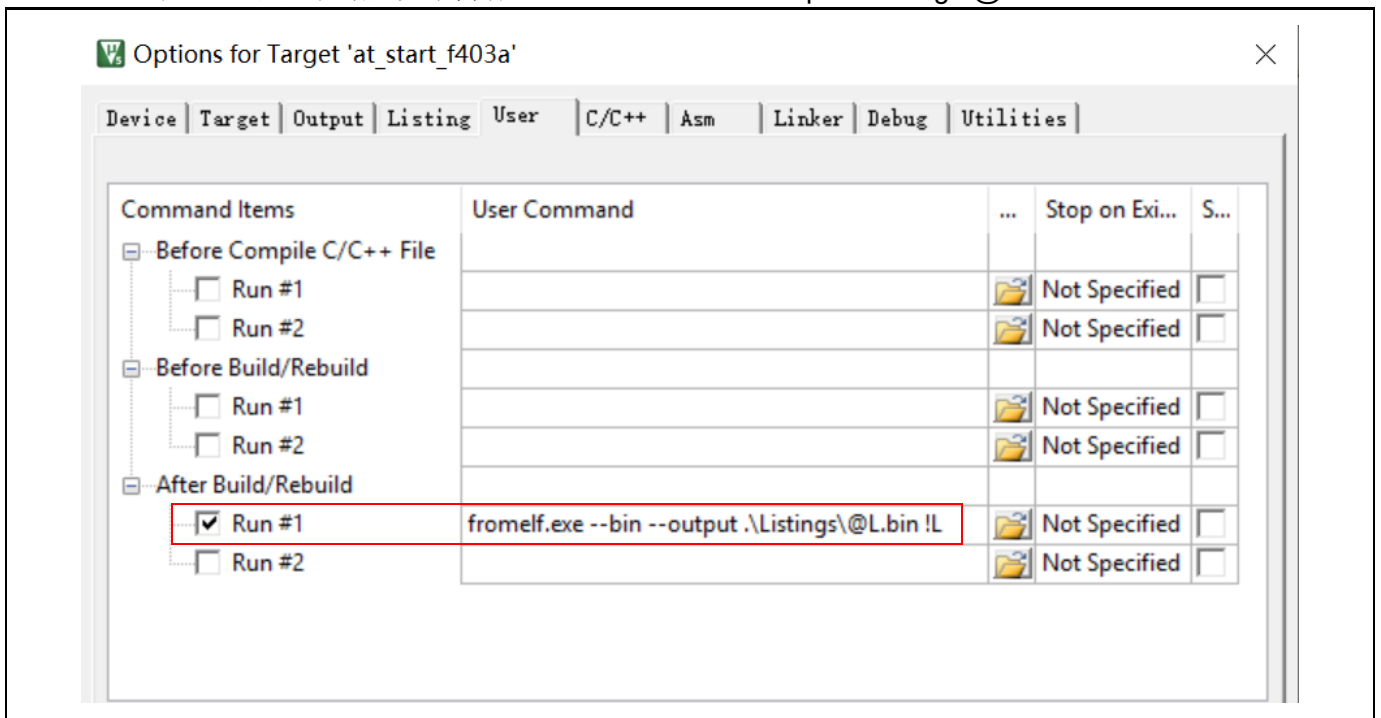 Options for Target 'at_start_f403a'
Device Target Output Listing User C/C++ Asm Linker Debug Utilities
Command Items User Command ... Stop on Exi... S...
Before Compile C/C++ File
Run #1 Not Specified
Run #2 Not Specified
Before Build/Rebuild
Run #1 Not Specified
Run #2 Not Specified
After Build/Rebuild
Run #1 fromelf.exe --bin --output .\Listings\@L.bin !L Not Specified
Run #2 Not Specified